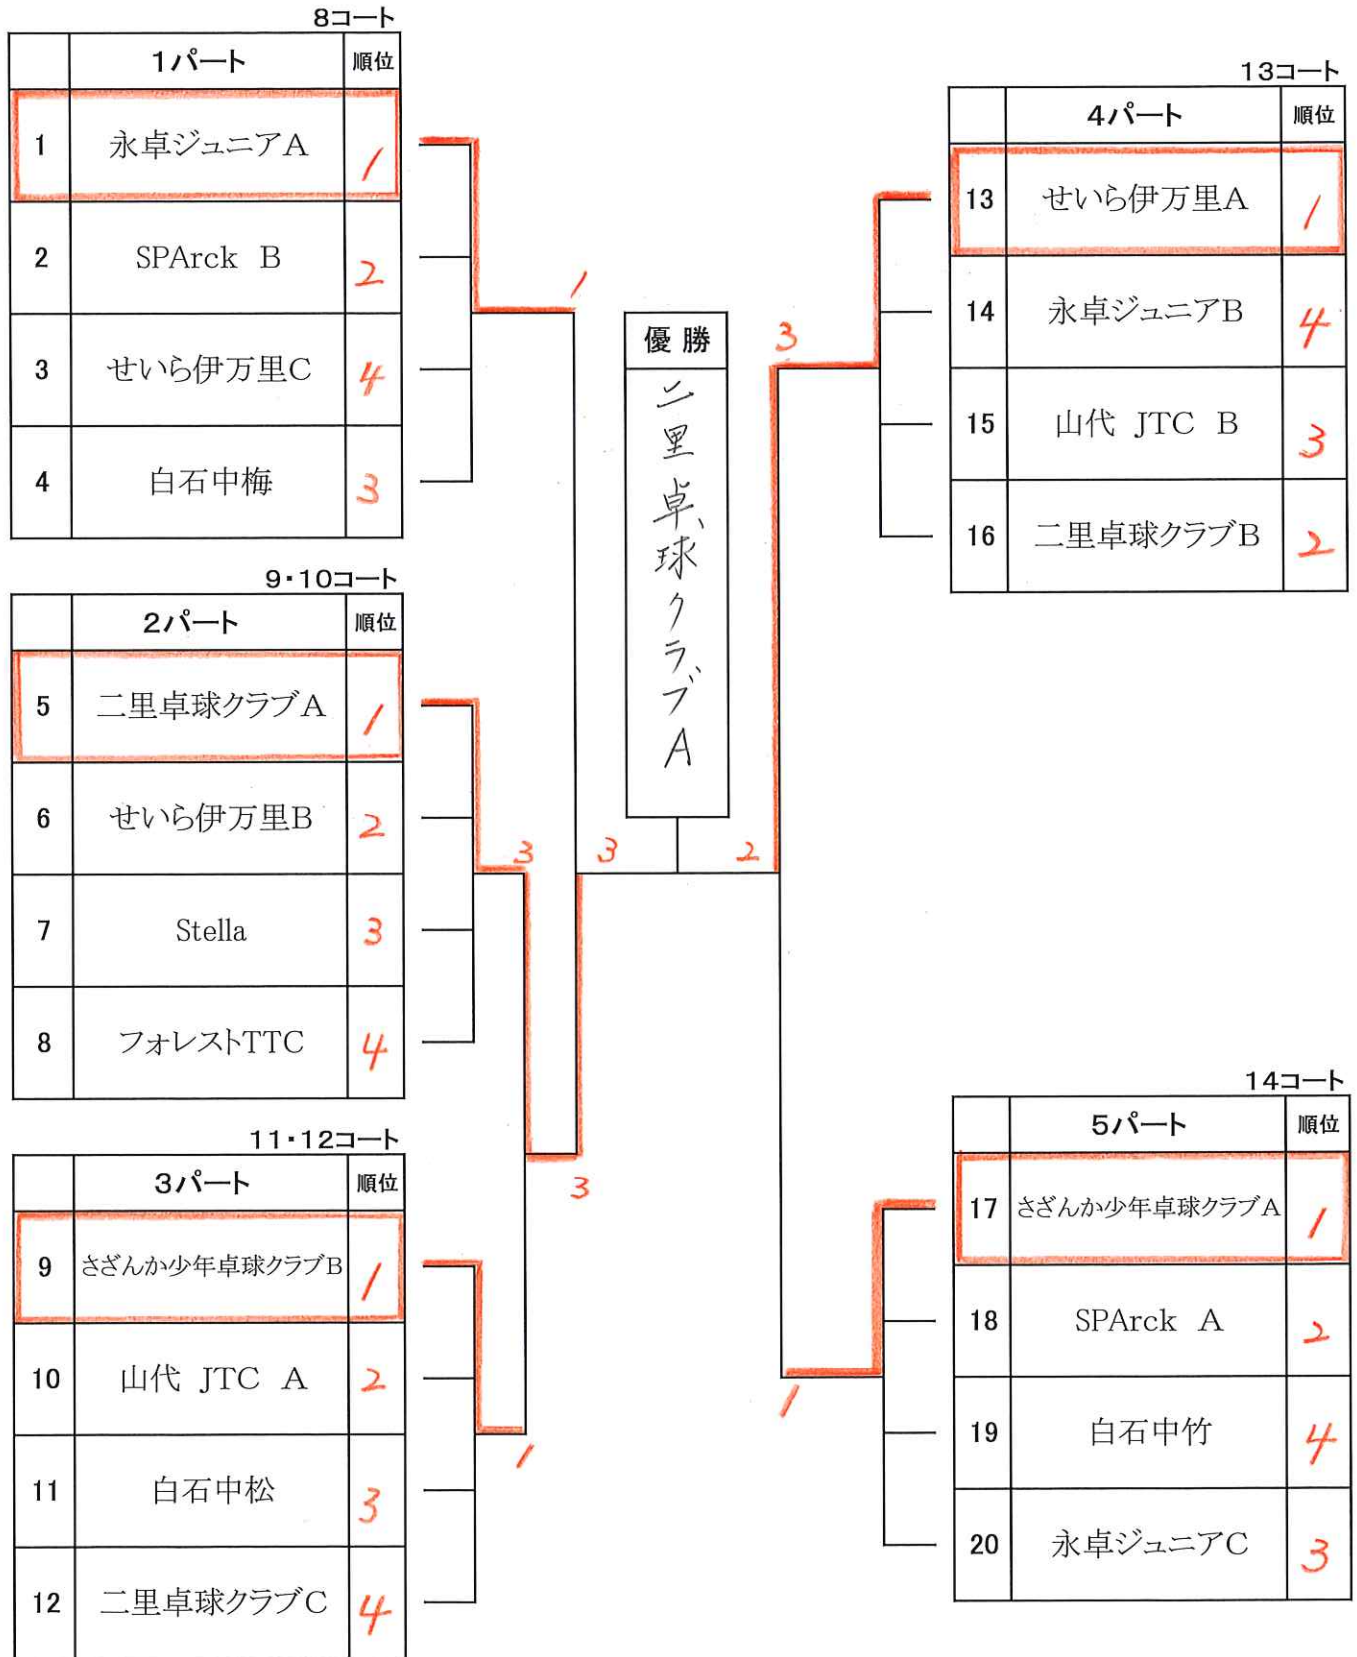 8コート
1パート 順位
1 永卓ジュニアA 1
2 SPArck B 2
3 せいら伊万里C 4
4 白石中梅 3
9・10コート
2パート 順位
5 二里卓球クラブA 1
6 せいら伊万里B 2
7 Stella 3
8 フォレストTTC 4
11・12コート
3パート 順位
9 さざんか少年卓球クラブB 1
10 山代 JTC A 2
11 白石中松 3
12 二里卓球クラブC 4
1
3
1
3
3
優勝
二里卓球クラブA
2
3
1
13コート
4パート 順位
13 せいら伊万里A 1
14 永卓ジュニアB 4
15 山代 JTC B 3
16 二里卓球クラブB 2
14コート
5パート 順位
17 さざんか少年卓球クラブA 1
18 SPArck A 2
19 白石中竹 4
20 永卓ジュニアC 3